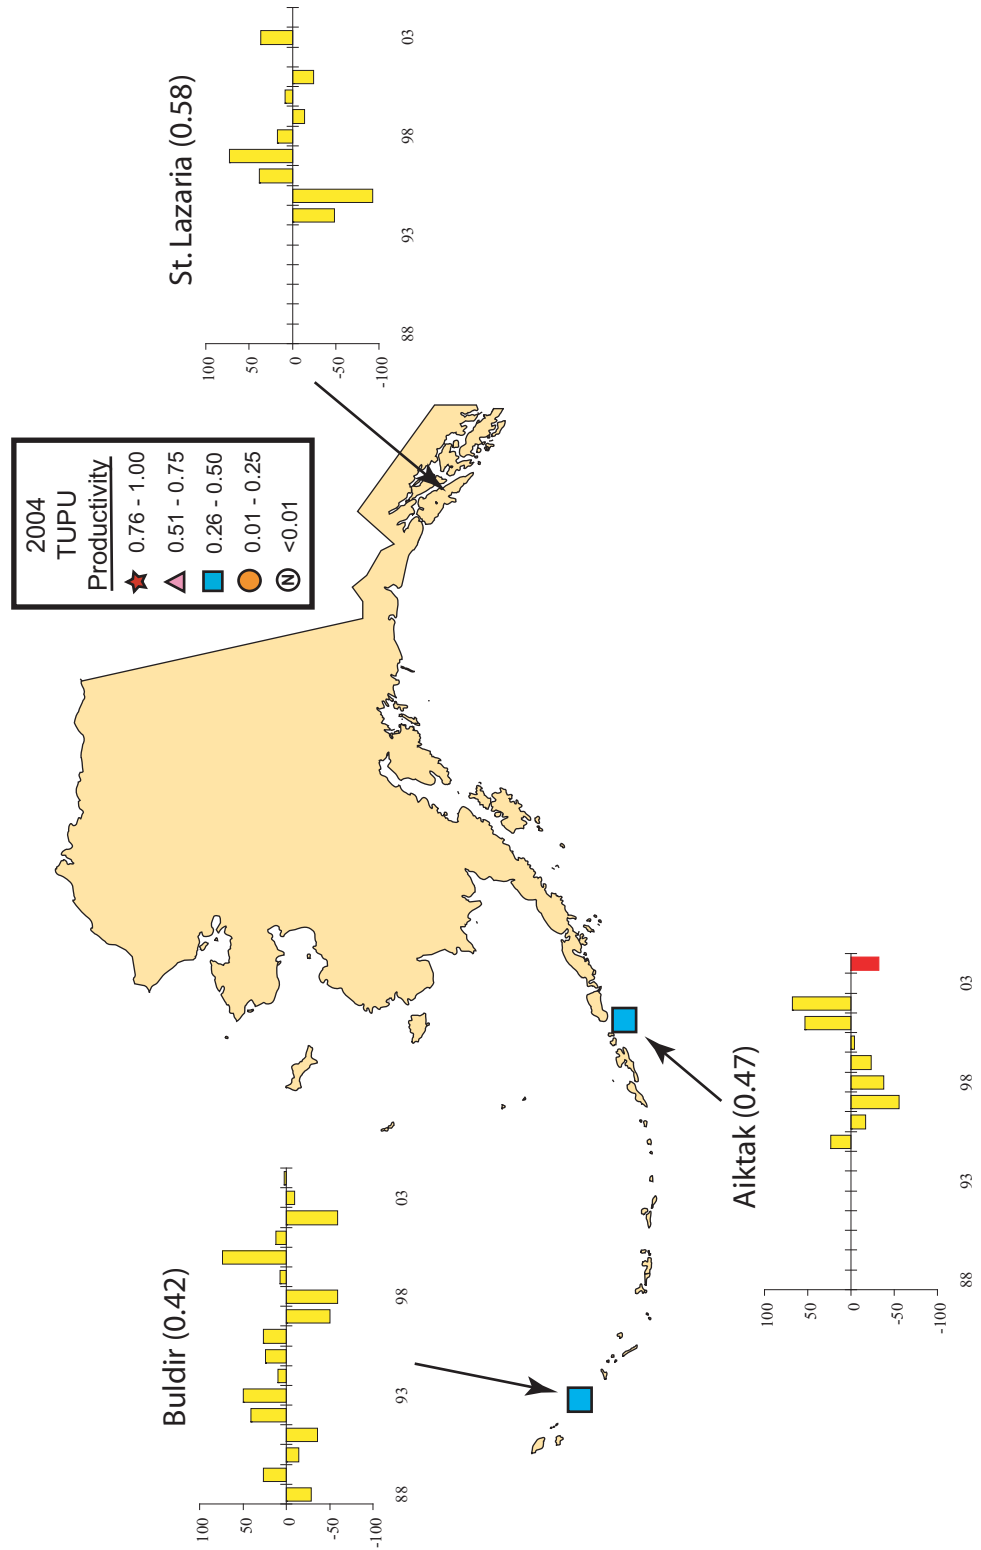 2004
TUPU
Productivity
0.76 - 1.00
0.51 - 0.75
0.26 - 0.50
0.01 - 0.25
N <0.01
Buldir (0.42)
100
50
0
-50
-100
88 93 98 03
St. Lazaria (0.58)
100
50
0
-50
-100
88 93 98 03
Aiktak (0.47)
100
50
0
-50
-100
88 93 98 03